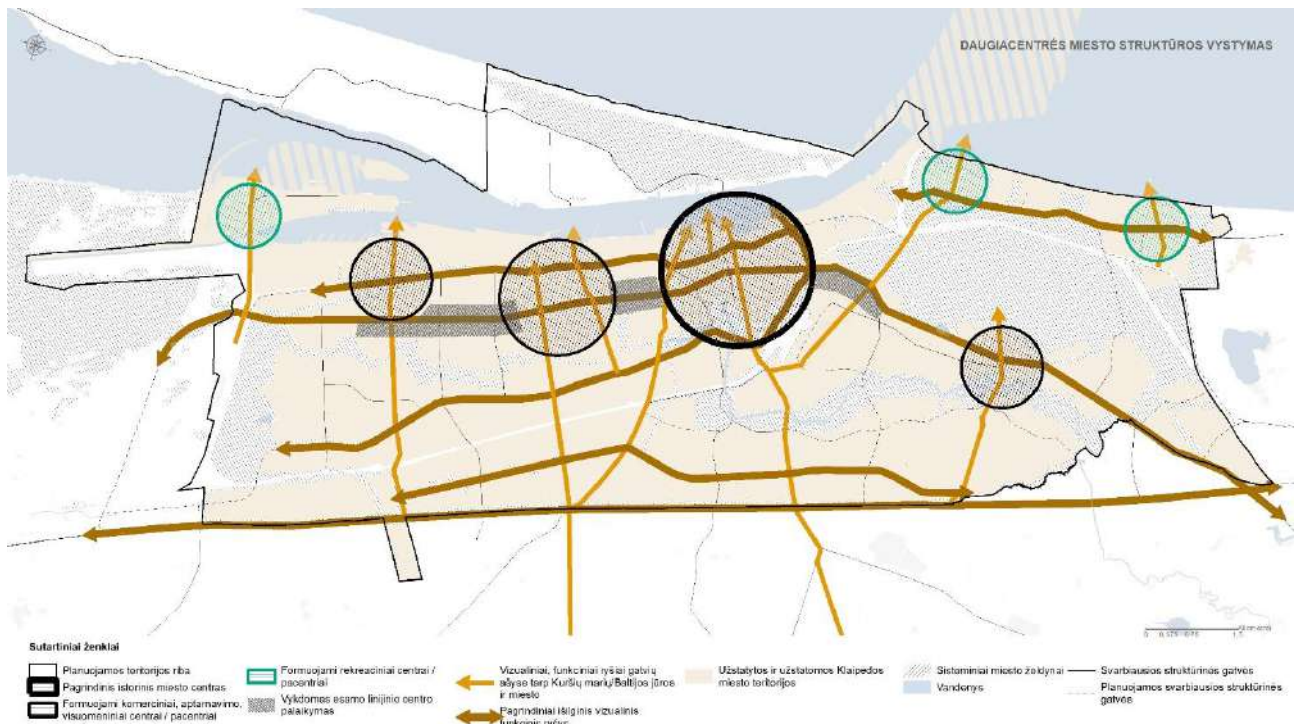 DAUGIACENTRĖS MIESTO STRUKTŪROS VYSTYMAS
Sutartiniai ženklai
Planuojamos teritorijos riba
Pagrindinis istorinis miesto centras
Formuojami komerciniai, aptarnavimo,
visuomeniniai centrai / pacentriai
Formuojami rekreaciniai centrai /
pacentriai
Vykdomas esamo linijinio centro
palaikymas
Vizualiniai, funkciniai ryšiai gatvių
ašyse tarp Kuršių marių/Baltijos jūros
ir miesto
Pagrindiniai išilginis vizualinis,
Užstatytos ir užstatomos Klaipėdos
miesto teritorijos
Sisteminiai miesto želdynai
Vandenys
Svarbiausios struktūrinės gatvės
Planuojamos svarbiausios struktūrinės
gatvės